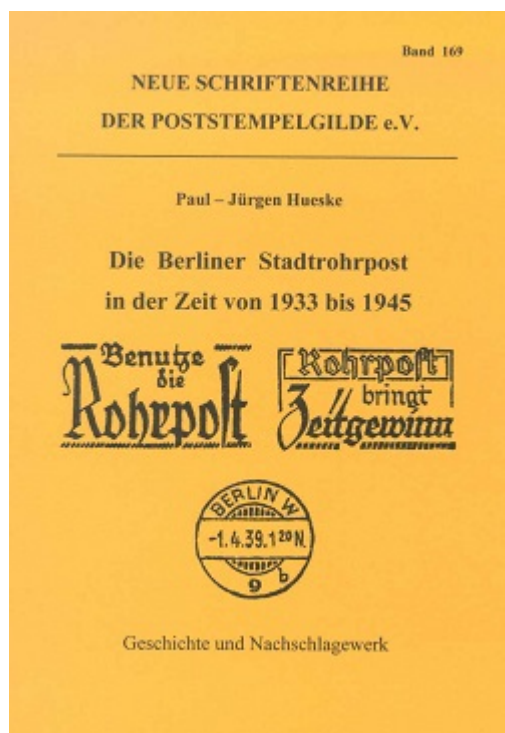 Band 169
NEUE SCHRIFTENREIHE
DER POSTSTEMPELGILDE e.V.
Paul – Jürgen Hueske
Die Berliner Stadtrohrpost
in der Zeit von 1933 bis 1945
Benutze
die
Rohrpost
Rohrpost
bringt
Zeitgewinn
BERLIN W
-1.4.39.1 20 N.
9 b
Geschichte und Nachschlagewerk